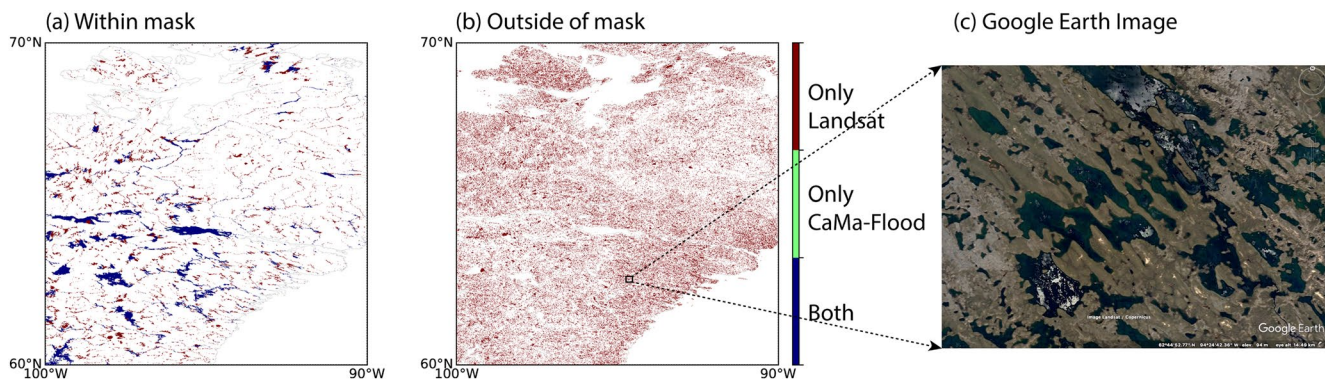 (a) Within mask
(b) Outside of mask
(c) Google Earth Image
70°N
60°N
100°W
90°W
70°N
60°N
100°W
90°W
Only
Landsat
Only
CaMa-Flood
Both
Image Landsat / Copernicus
Google Earth